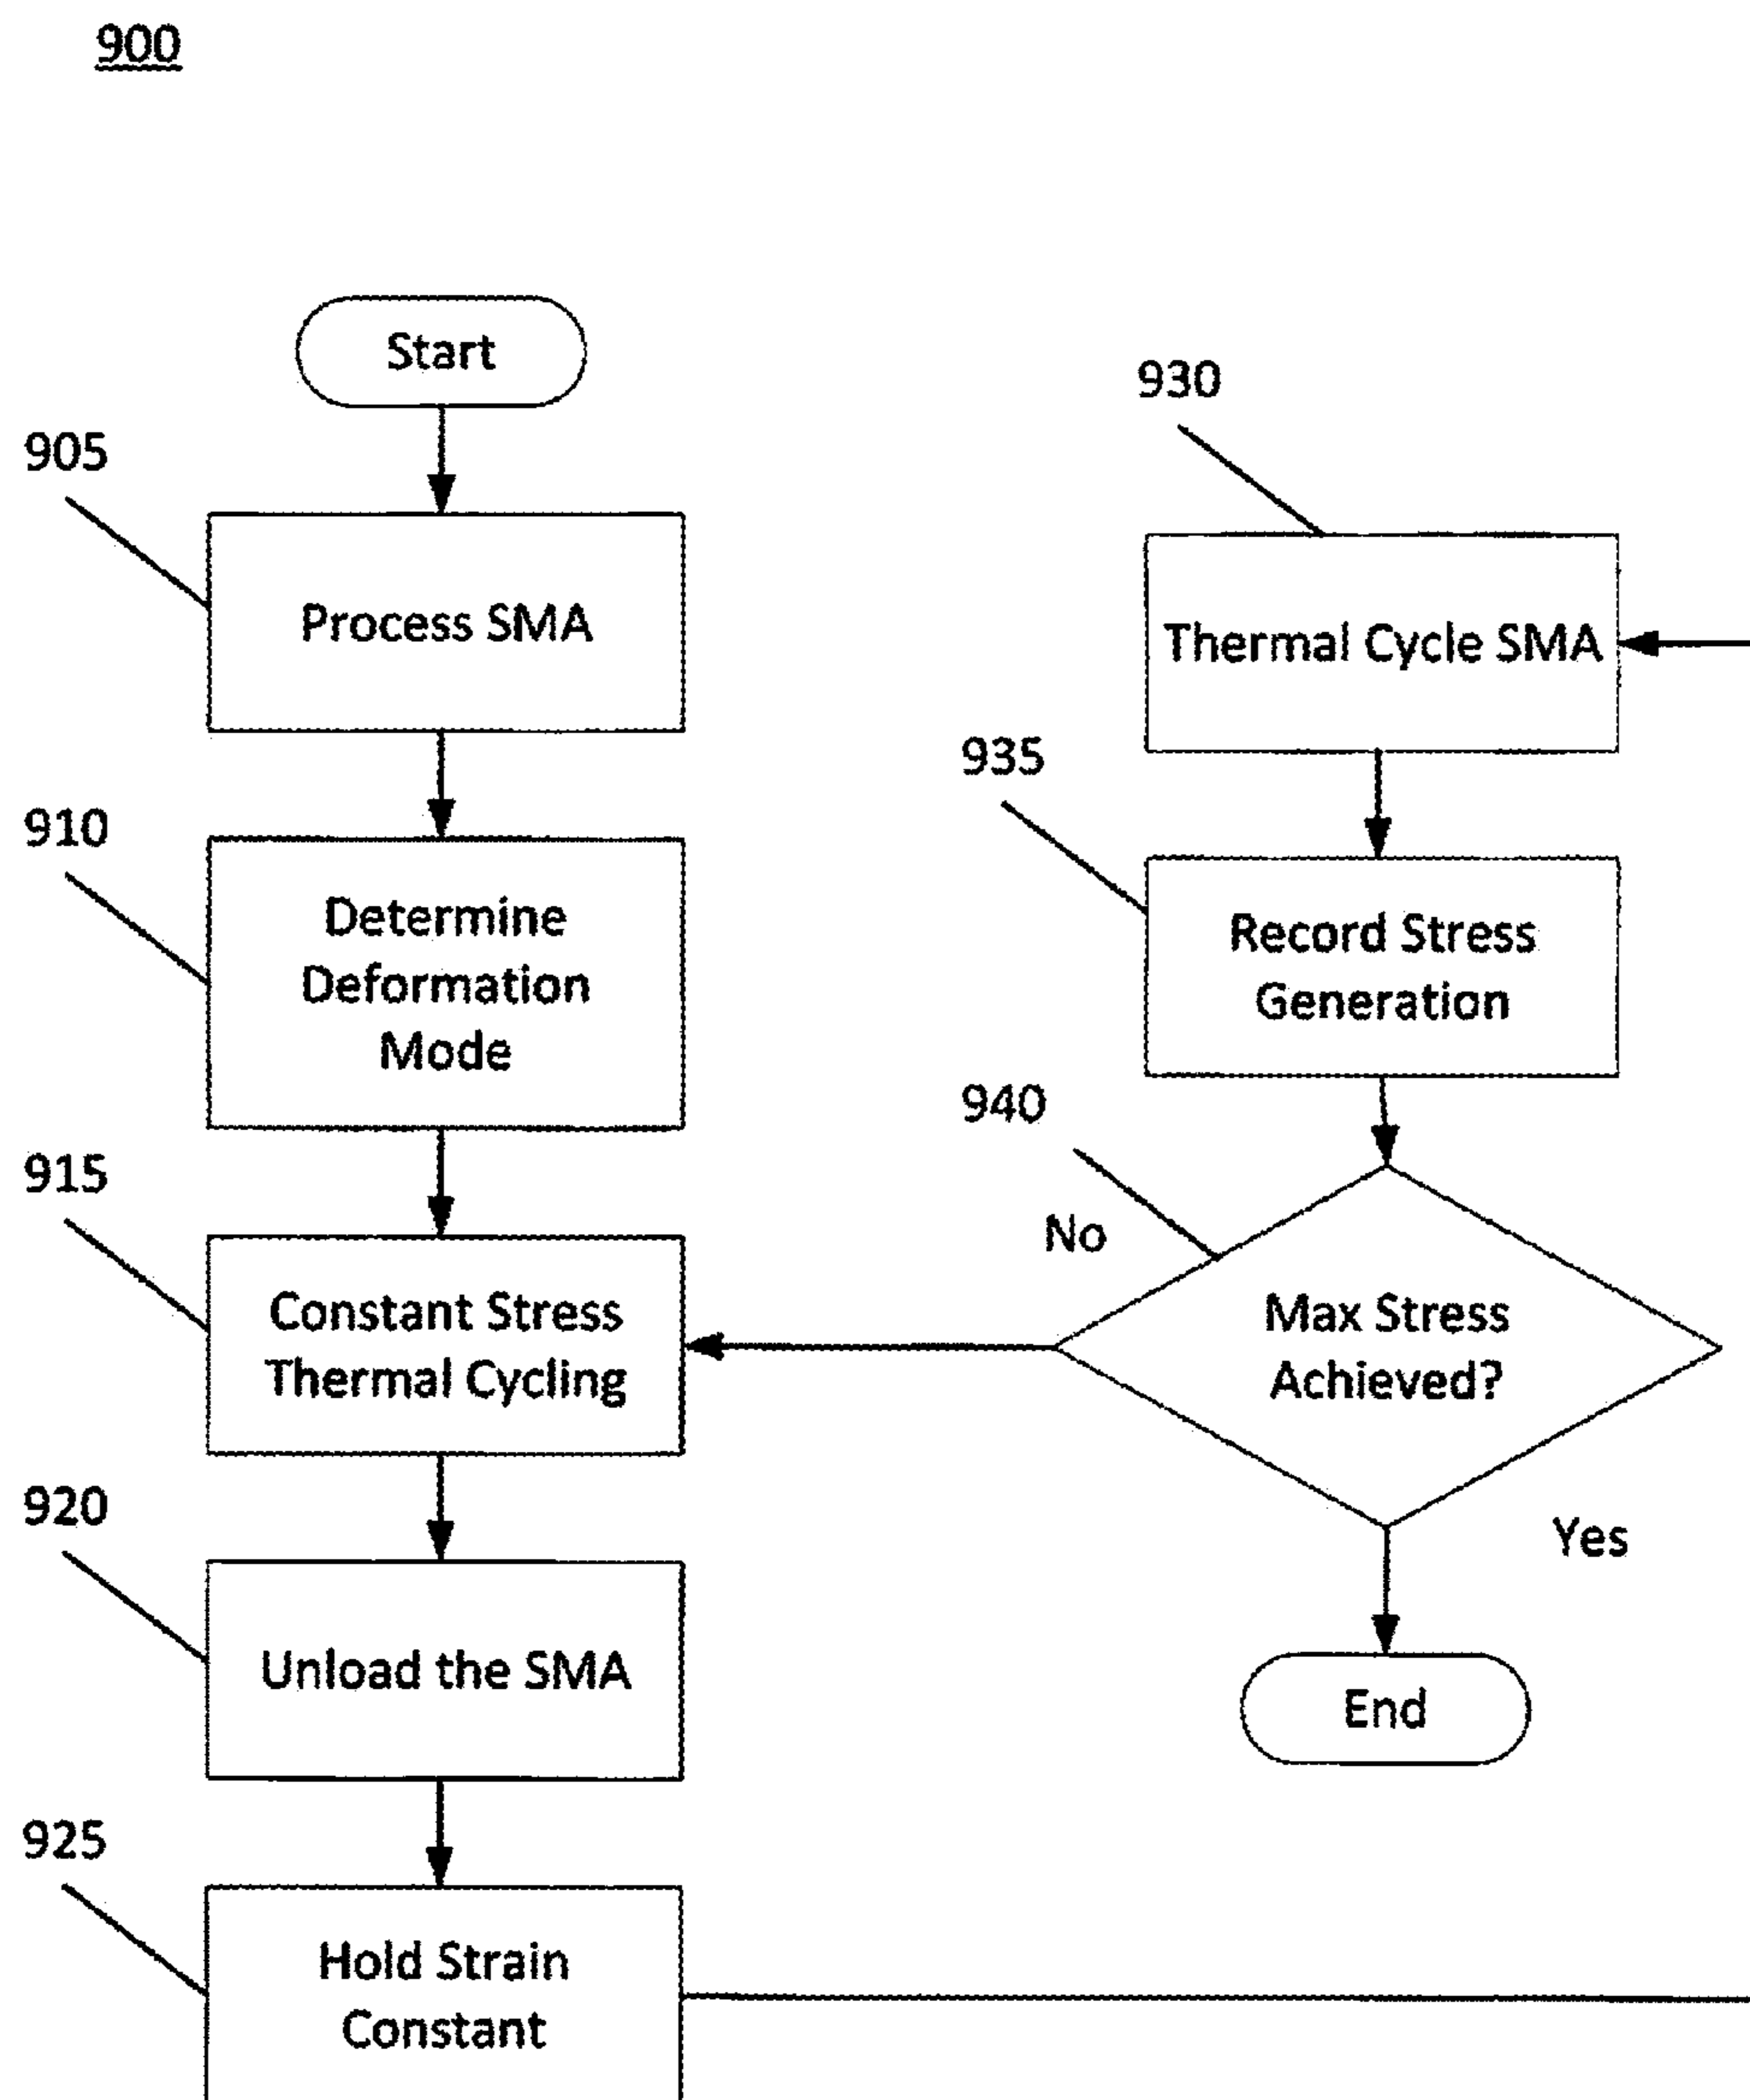 900
Start
905
Process SMA
910
Determine
Deformation
Mode
915
Constant Stress
Thermal Cycling
920
Unload the SMA
925
Hold Strain
Constant
930
Thermal Cycle SMA
935
Record Stress
Generation
940
No
Max Stress
Achieved?
Yes
End